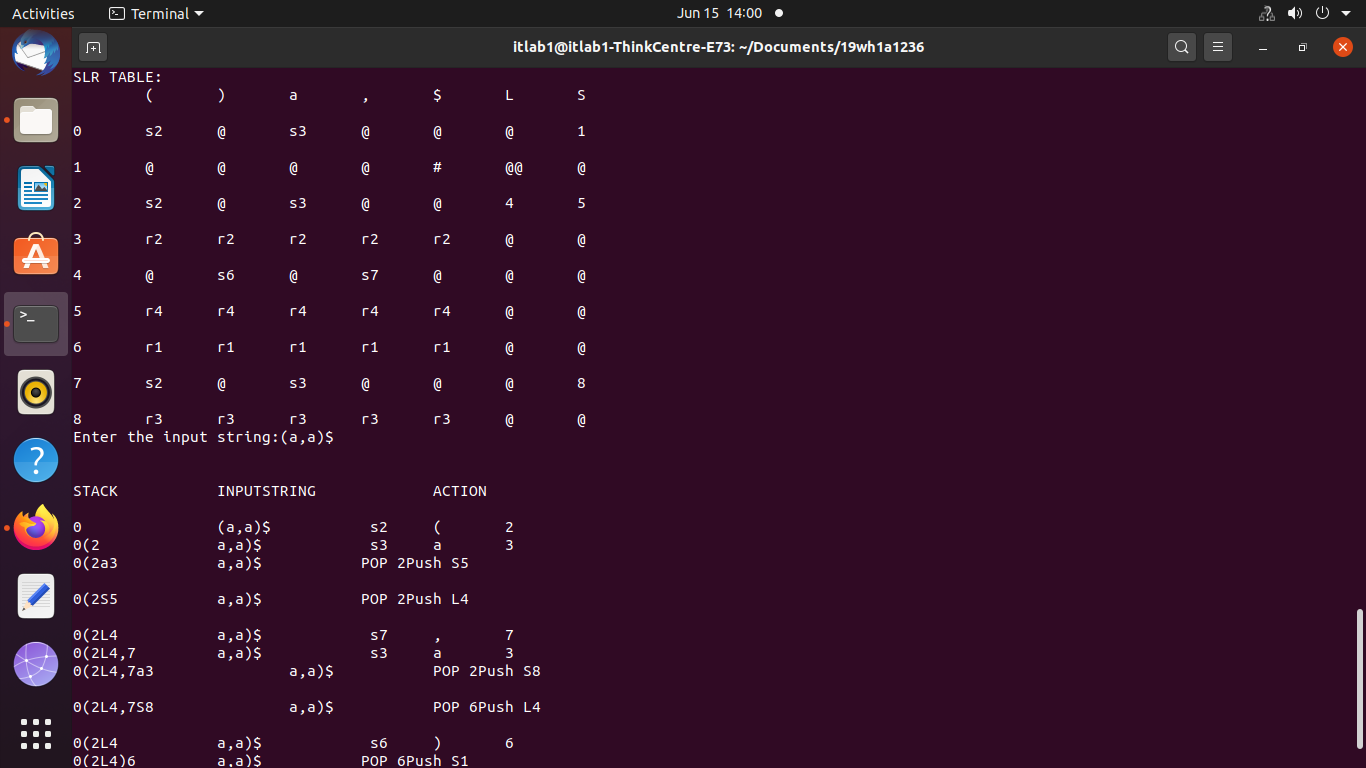 Activities Terminal Jun 15 14:00
itlab1@itlab1-ThinkCentre-E73: ~/Documents/19wh1a1236
SLR TABLE:
( ) a , $ L S
0 s2 @ s3 @ @ @ 1
1 @ @ @ @ # @@ @
2 s2 @ s3 @ @ 4 5
3 r2 r2 r2 r2 r2 @ @
4 @ s6 @ s7 @ @ @
5 r4 r4 r4 r4 r4 @ @
6 r1 r1 r1 r1 r1 @ @
7 s2 @ s3 @ @ @ 8
8 r3 r3 r3 r3 r3 @ @
Enter the input string:(a,a)$
STACK INPUTSTRING ACTION
0 (a,a)$ s2 ( 2
0(2 a,a)$ s3 a 3
0(2a3 a,a)$ POP 2Push S5
0(2S5 a,a)$ POP 2Push L4
0(2L4 a,a)$ s7 , 7
0(2L4,7 a,a)$ s3 a 3
0(2L4,7a3 a,a)$ POP 2Push S8
0(2L4,7S8 a,a)$ POP 6Push L4
0(2L4 a,a)$ s6 ) 6
0(2L4)6 a,a)$ POP 6Push S1